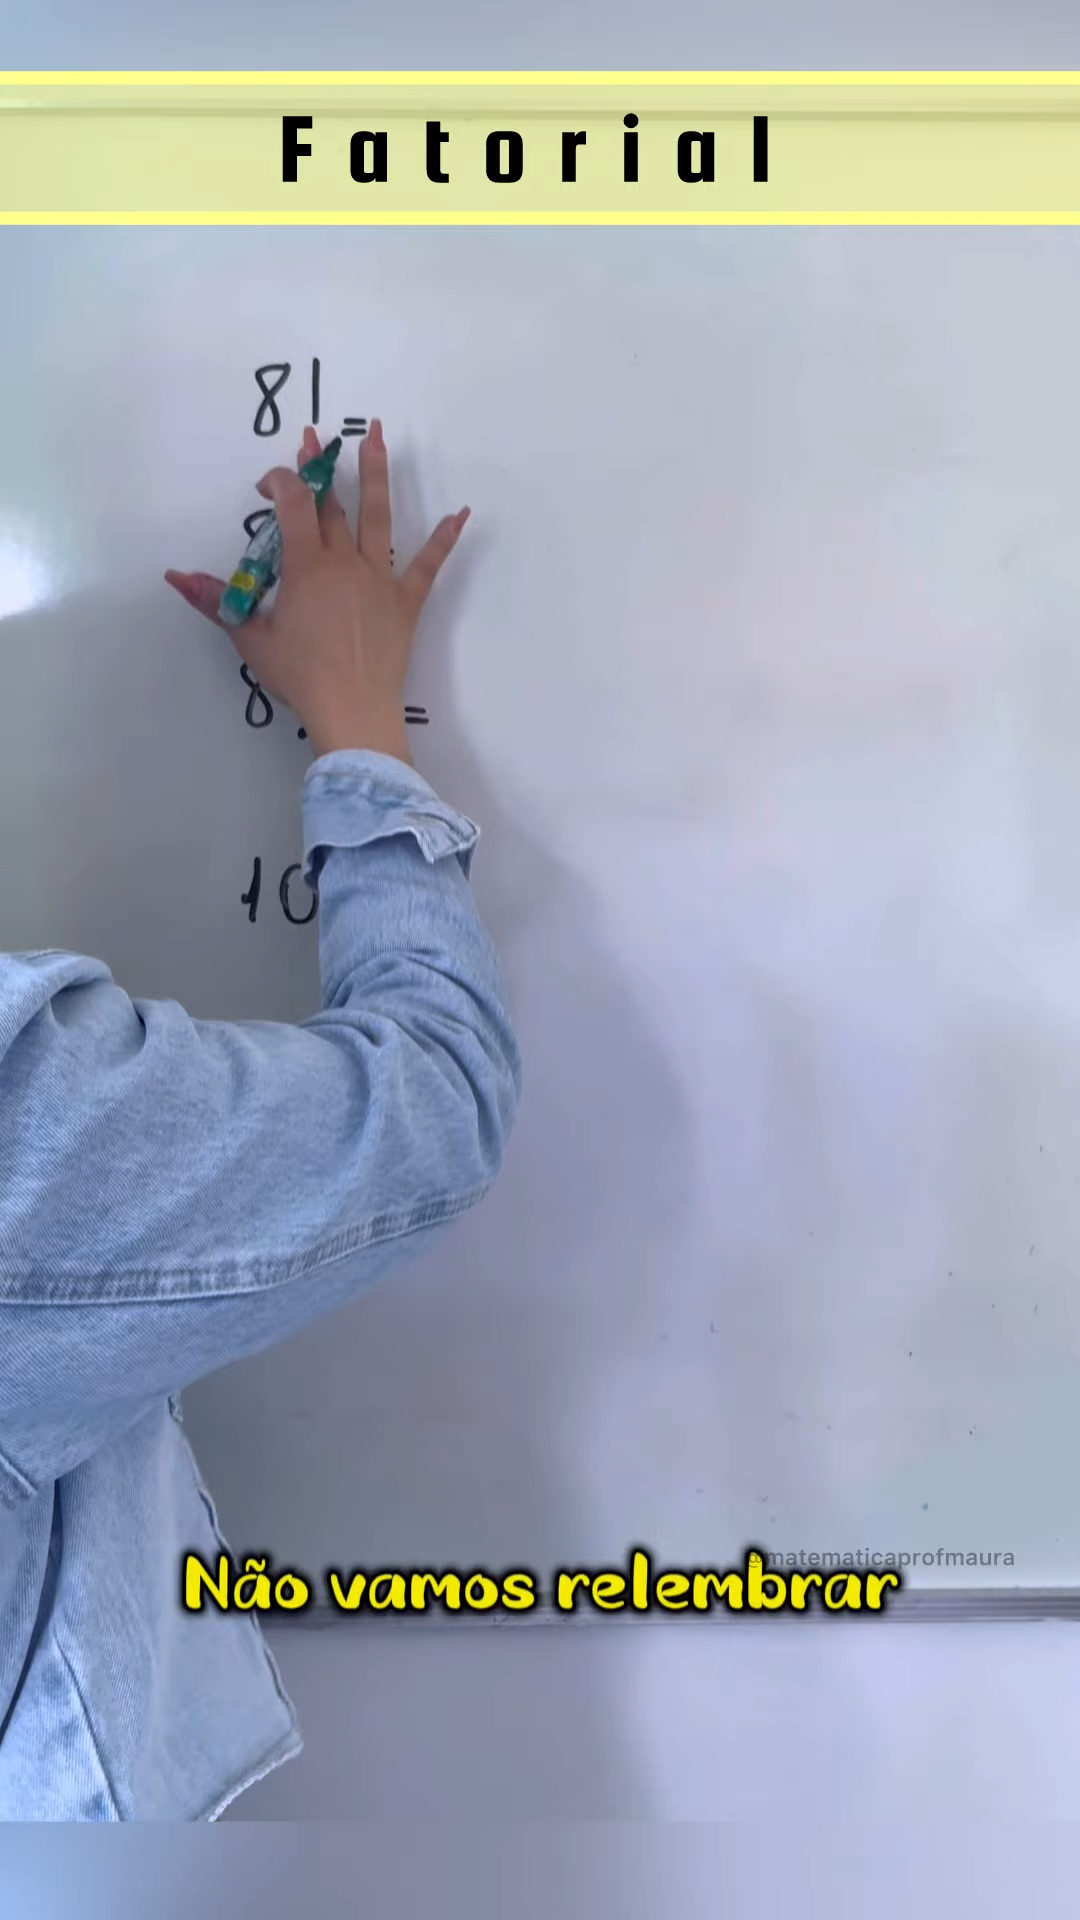 Fatorial
8! =
8
8 =
10
@matematicaprofmaura
Não vamos relembrar